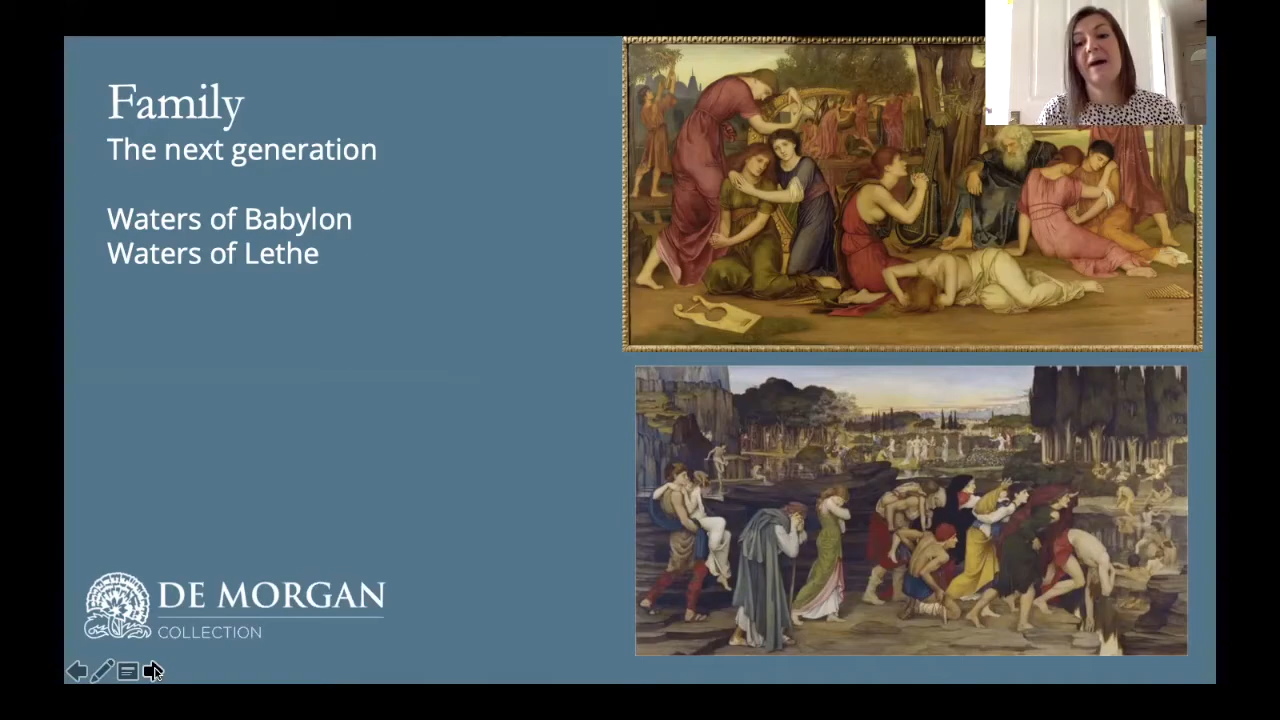 Family
The next generation
Waters of Babylon
Waters of Lethe
DE MORGAN
COLLECTION